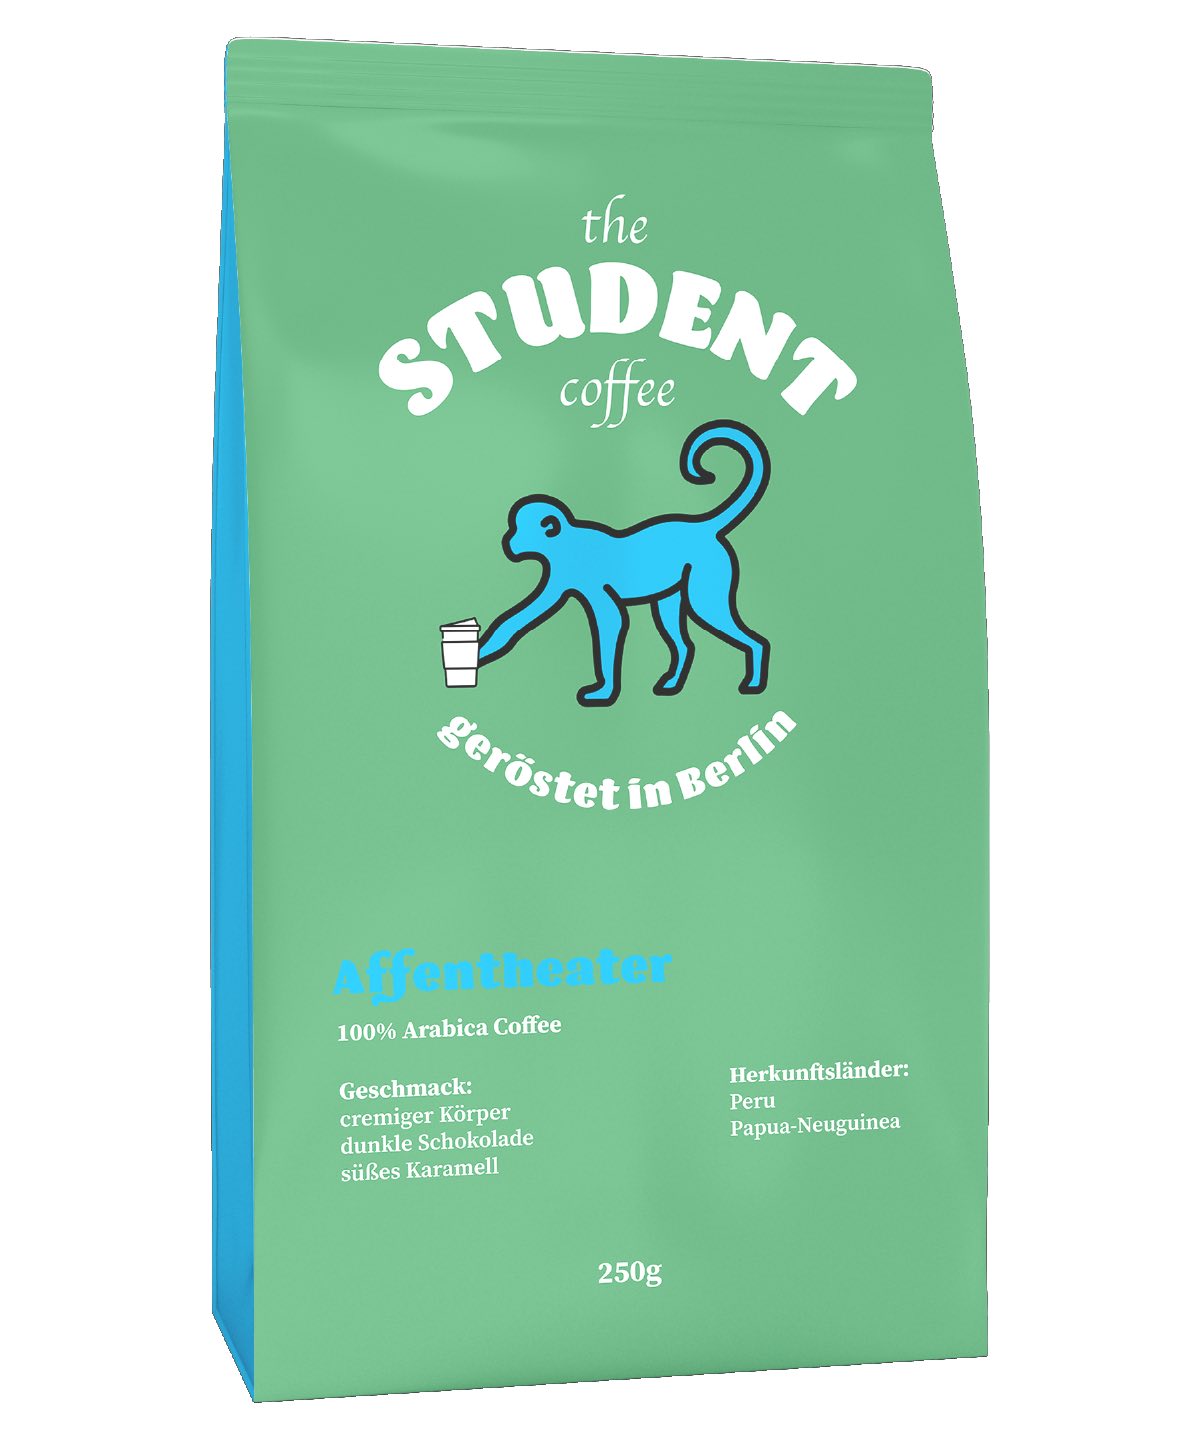 the
STUDENT
coffee
geröstet in Berlin
Affentheater
100% Arabica Coffee
Geschmack:
cremiger Körper
dunkle Schokolade
süßes Karamell
Herkunftsländer:
Peru
Papua-Neuguinea
250g